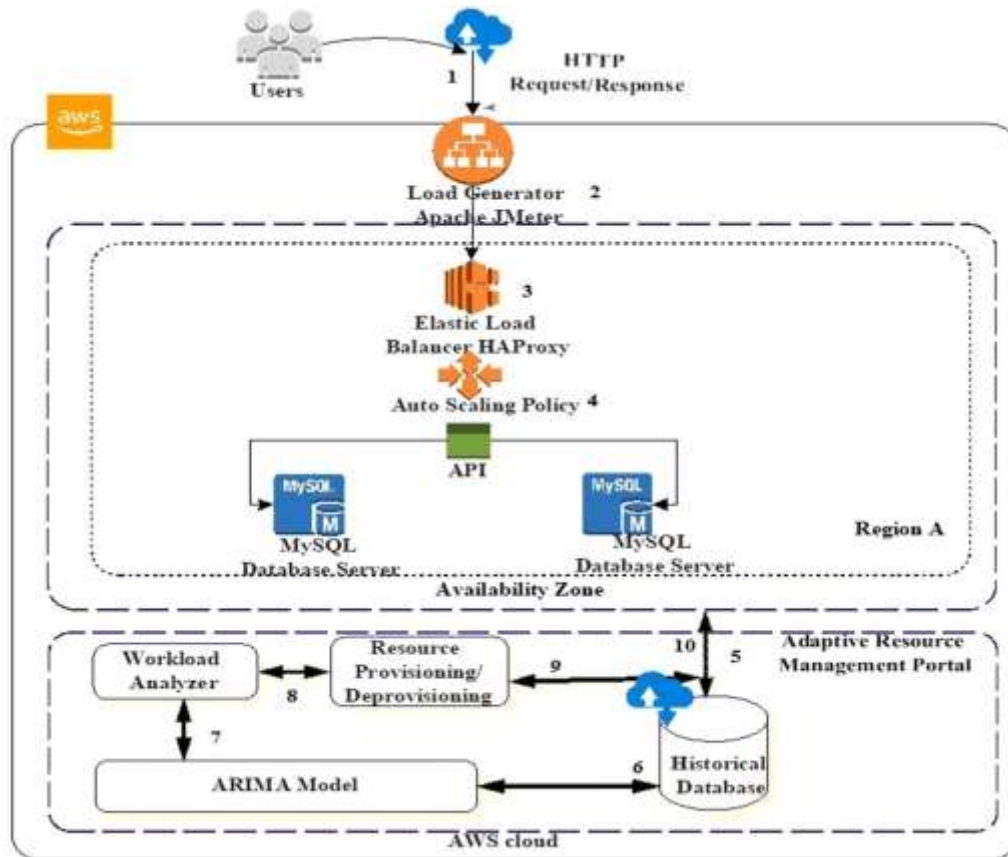 1
HTTP
Request/Response
Users
aws
Load Generator 2
Apache JMeter
3
Elastic Load
Balancer HAProxy
Auto Scaling Policy 4
API
MySQL
M
MySQL
Database Server
MySQL
M
MySQL
Database Server
Region A
Availability Zone
10
5
Adaptive Resource
Management Portal
Workload
Analyzer
8
Resource
Provisioning/
Deprovisioning
9
7
ARIMA Model
6
Historical
Database
AWS cloud